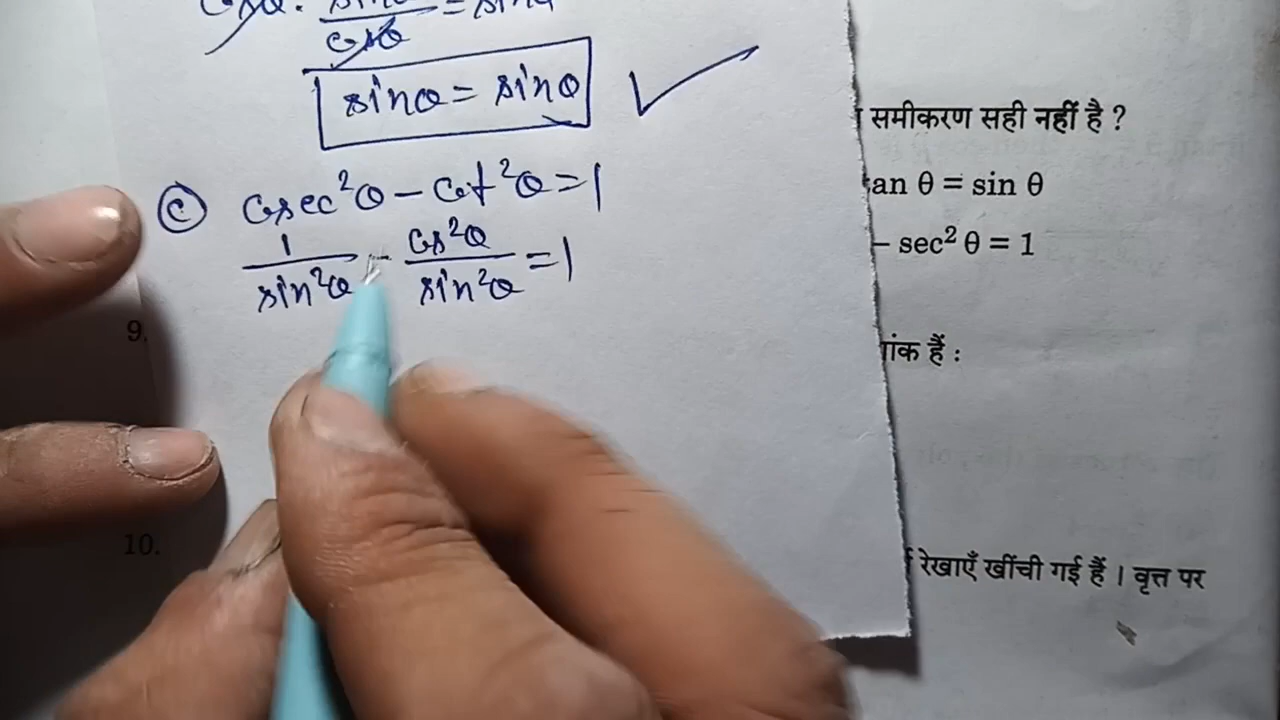 sinθ = sinθ
समीकरण सही नहीं है ?
an θ = sin θ
ⓒ cosec²θ − cot²θ = 1
− sec² θ = 1
1/sin²θ - cos²θ/sin²θ = 1
9.
गांक हैं :
10.
रेखाएँ खींची गई हैं । वृत्त पर